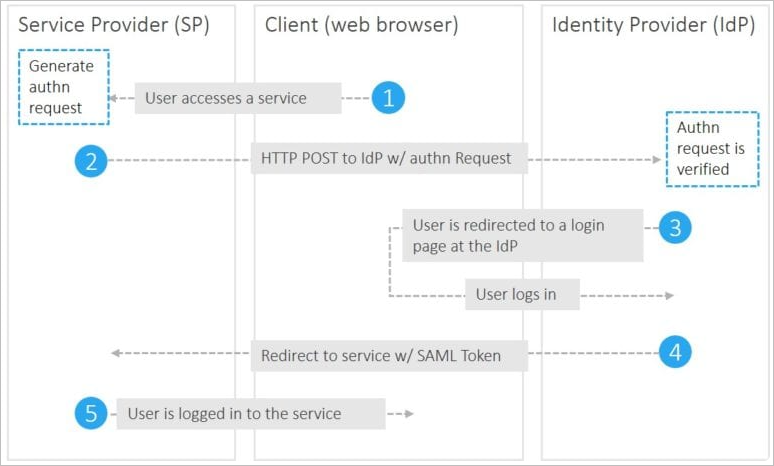 Service Provider (SP)
Client (web browser)
Identity Provider (IdP)
Generate
authn
request
User accesses a service
1
2
HTTP POST to IdP w/ authn Request
Authn
request is
verified
User is redirected to a login
page at the IdP
3
User logs in
Redirect to service w/ SAML Token
4
5
User is logged in to the service